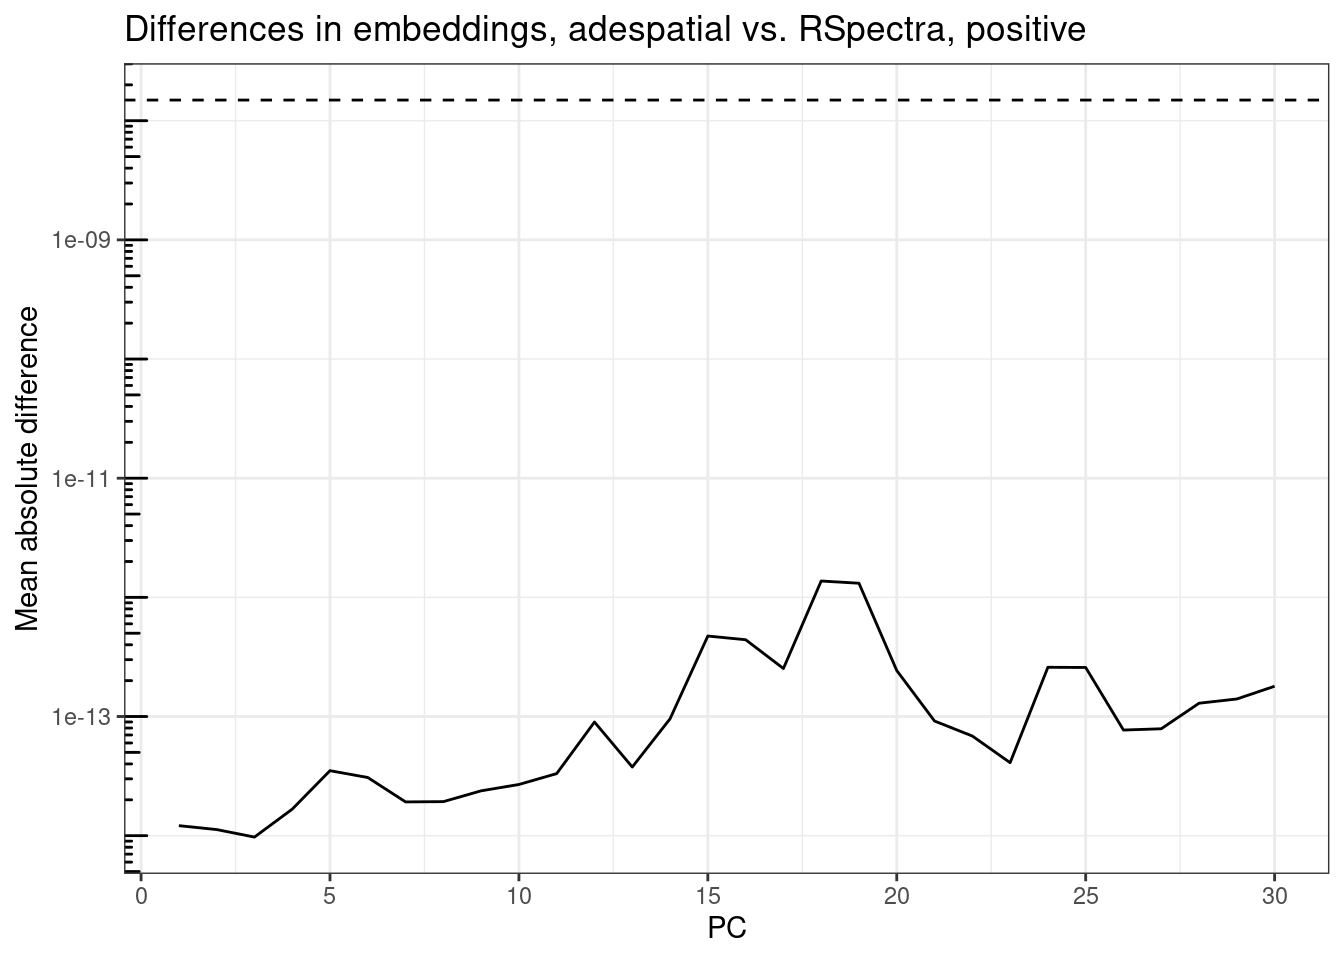 Differences in embeddings, adespatial vs. RSpectra, positive
Mean absolute difference
1e-09
1e-11
1e-13
0 5 10 15 20 25 30
PC